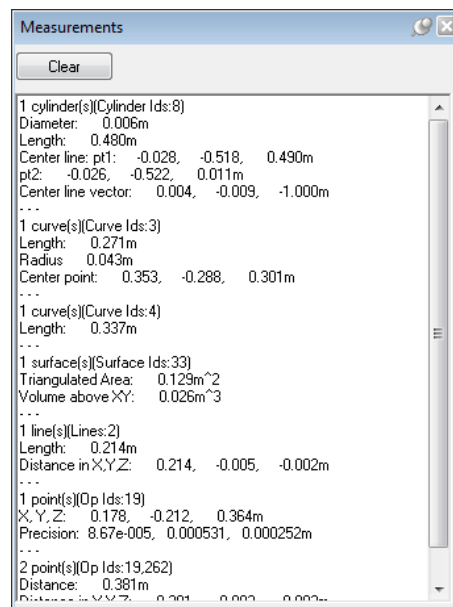 Measurements
Clear
1 cylinder(s)(Cylinder Ids:8)
Diameter: 0.006m
Length: 0.480m
Center line: pt1: -0.028, -0.518, 0.490m
pt2: -0.026, -0.522, 0.011m
Center line vector: 0.004, -0.009, -1.000m
- - -
1 curve(s)(Curve Ids:3)
Length: 0.271m
Radius 0.043m
Center point: 0.353, -0.288, 0.301m
- - -
1 curve(s)(Curve Ids:4)
Length: 0.337m
- - -
1 surface(s)(Surface Ids:33)
Triangulated Area: 0.129m^2
Volume above XY: 0.026m^3
- - -
1 line(s)(Lines:2)
Length: 0.214m
Distance in X,Y,Z: 0.214, -0.005, -0.002m
- - -
1 point(s)(Op Ids:19)
X, Y, Z: 0.178, -0.212, 0.364m
Precision: 8.67e-005, 0.000531, 0.000252m
- - -
2 point(s)(Op Ids:19,262)
Distance: 0.381m
Distance in X,Y,Z: